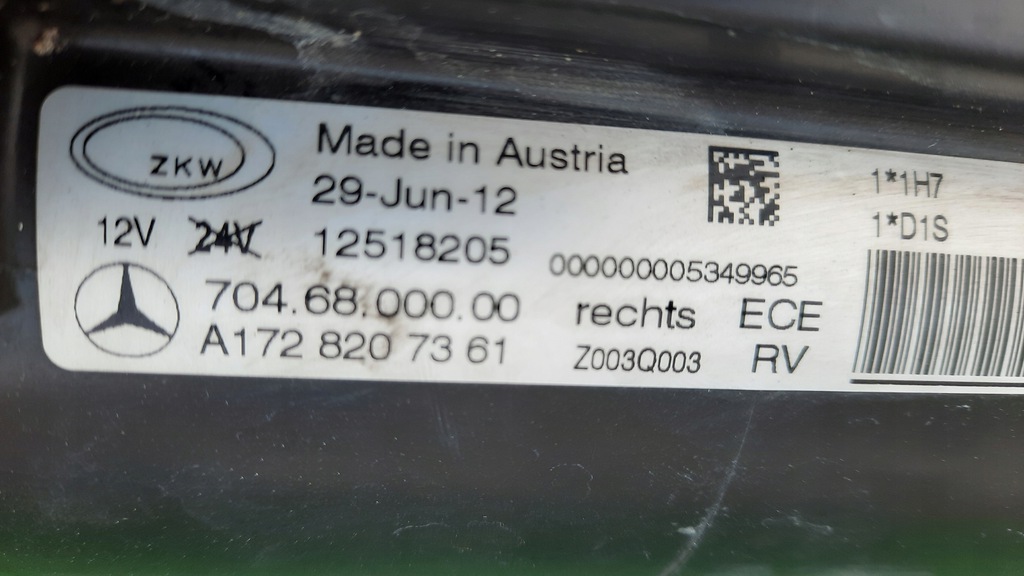 ZKW
Made in Austria
29-Jun-12
12V 24V 12518205
704.68.000.00
A172 820 73 61
000000005349965
rechts ECE
Z003Q003 RV
1*1H7
1*D1S